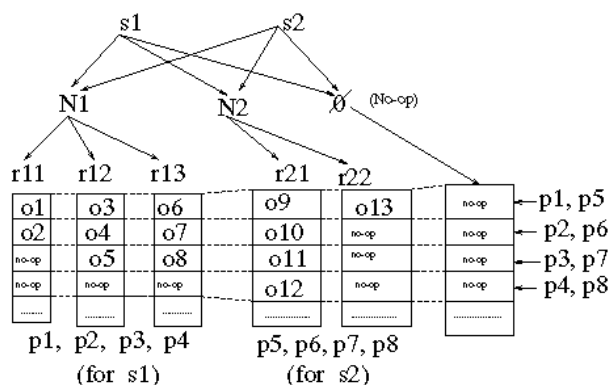 s1 s2
N1 N2 ∅ (No-op)
r11 r12 r13 r21 r22
o1 o3 o6 o9 o13 no-op p1, p5
o2 o4 o7 o10 no-op no-op p2, p6
no-op o5 o8 o11 no-op no-op p3, p7
no-op no-op no-op o12 no-op no-op p4, p8
........ ........ ........ ............ ............ ................
p1, p2, p3, p4 p5, p6, p7, p8
(for s1) (for s2)